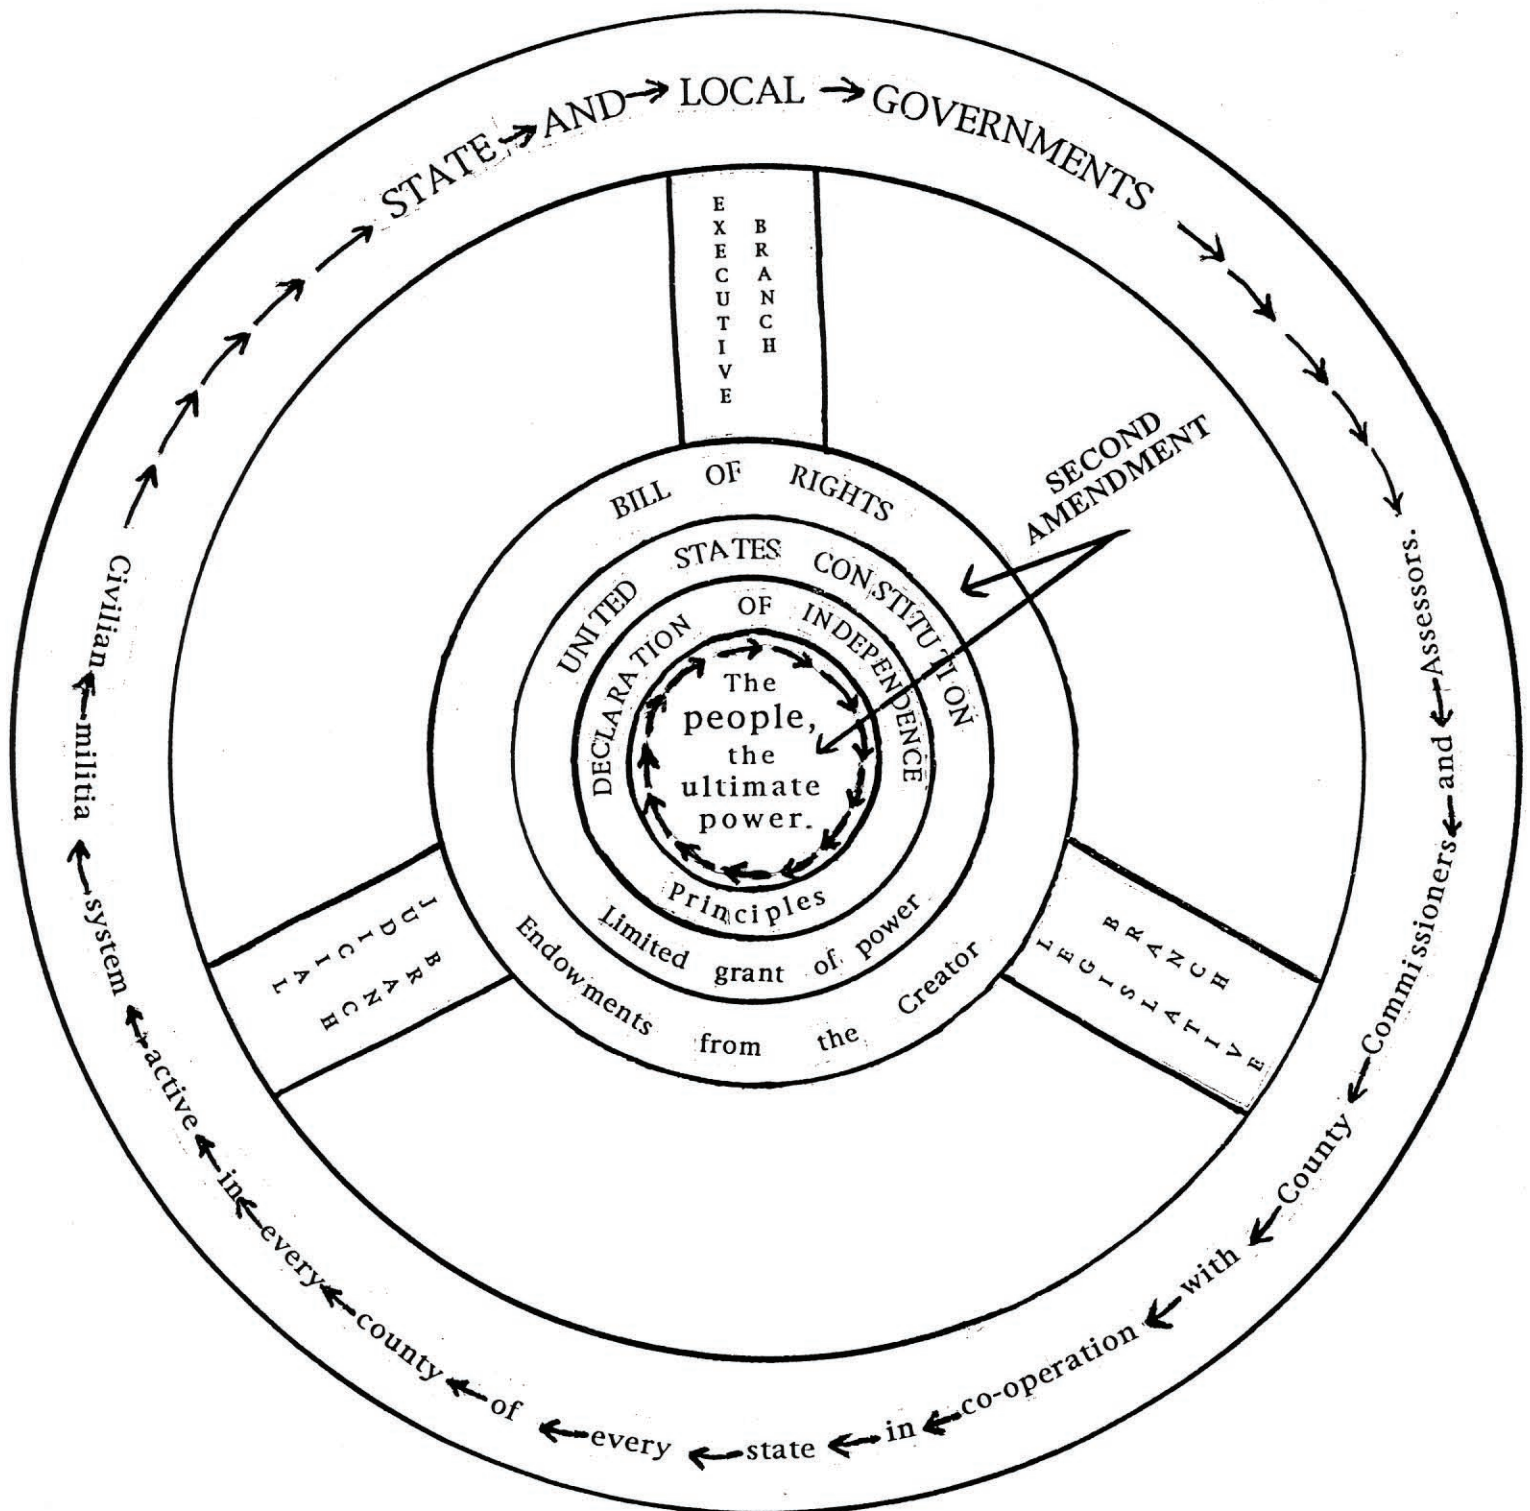 STATE AND LOCAL GOVERNMENTS
EXECUTIVE
BRANCH
SECOND
AMENDMENT
BILL OF RIGHTS
UNITED STATES CONSTITUTION
DECLARATION OF INDEPENDENCE
The
people,
the
ultimate
power.
Principles
Limited grant of power
Endowments from the Creator
JUDICIAL
BRANCH
BRANCH
LEGISLATIVE
Civilian militia system active in every county of every state in co-operation with County Commissioners and Assessors.